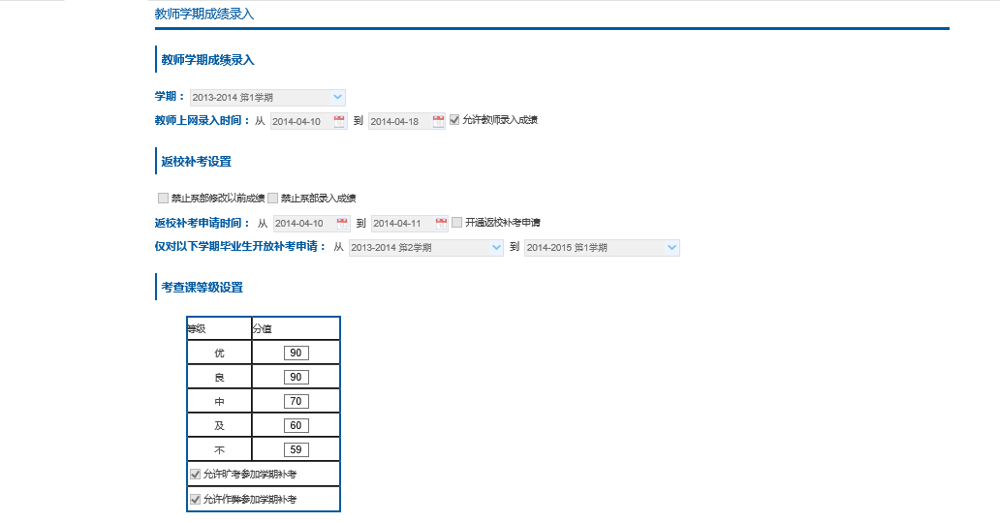 教师学期成绩录入
教师学期成绩录入
学期： 2013-2014 第1学期
教师上网录入时间： 从 2014-04-10 到 2014-04-18 允许教师录入成绩
返校补考设置
禁止系部修改以前成绩 禁止系部录入成绩
返校补考申请时间： 从 2014-04-10 到 2014-04-11 开通返校补考申请
仅对以下学期毕业生开放补考申请： 从 2013-2014 第2学期 到 2014-2015 第1学期
考查课等级设置
等级 分值
优 90
良 90
中 70
及 60
不 59
允许旷考参加学期补考
允许作弊参加学期补考